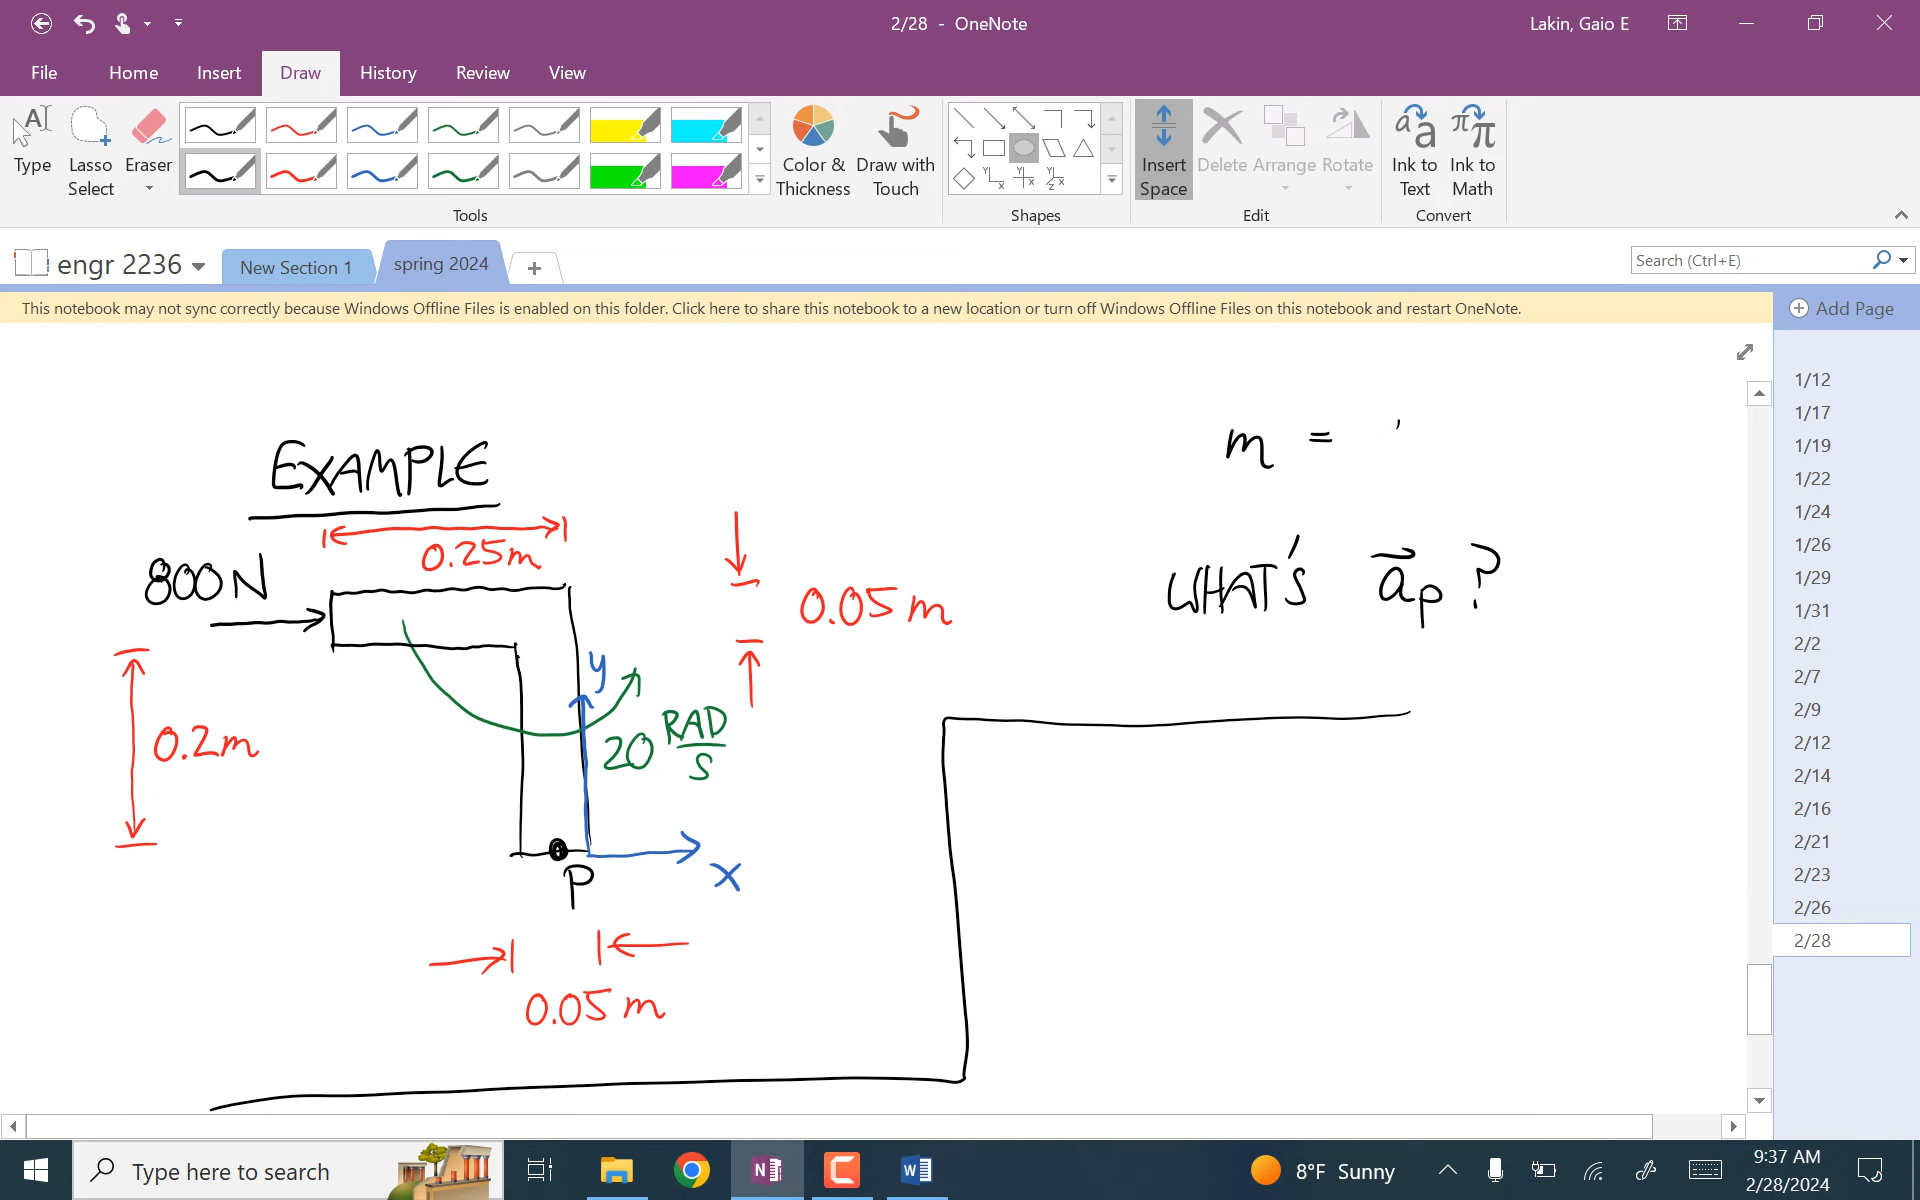 2/28 - OneNote
Lakin, Gaio E
File
Home
Insert
Draw
History
Review
View
Type
Lasso Select
Eraser
Color & Thickness
Draw with Touch
Insert Space
Delete
Arrange
Rotate
Ink to Text
Ink to Math
Tools
Shapes
Edit
Convert
engr 2236
New Section 1
spring 2024
Search (Ctrl+E)
This notebook may not sync correctly because Windows Offline Files is enabled on this folder. Click here to share this notebook to a new location or turn off Windows Offline Files on this notebook and restart OneNote.
Add Page
1/12
1/17
1/19
1/22
1/24
1/26
1/29
1/31
2/2
2/7
2/9
2/12
2/14
2/16
2/21
2/23
2/26
2/28
EXAMPLE
0.25m
800N
0.05m
0.2m
y
20 RAD/S
x
P
0.05m
m =
WHAT'S a⃗p ?
Type here to search
8°F Sunny
9:37 AM
2/28/2024